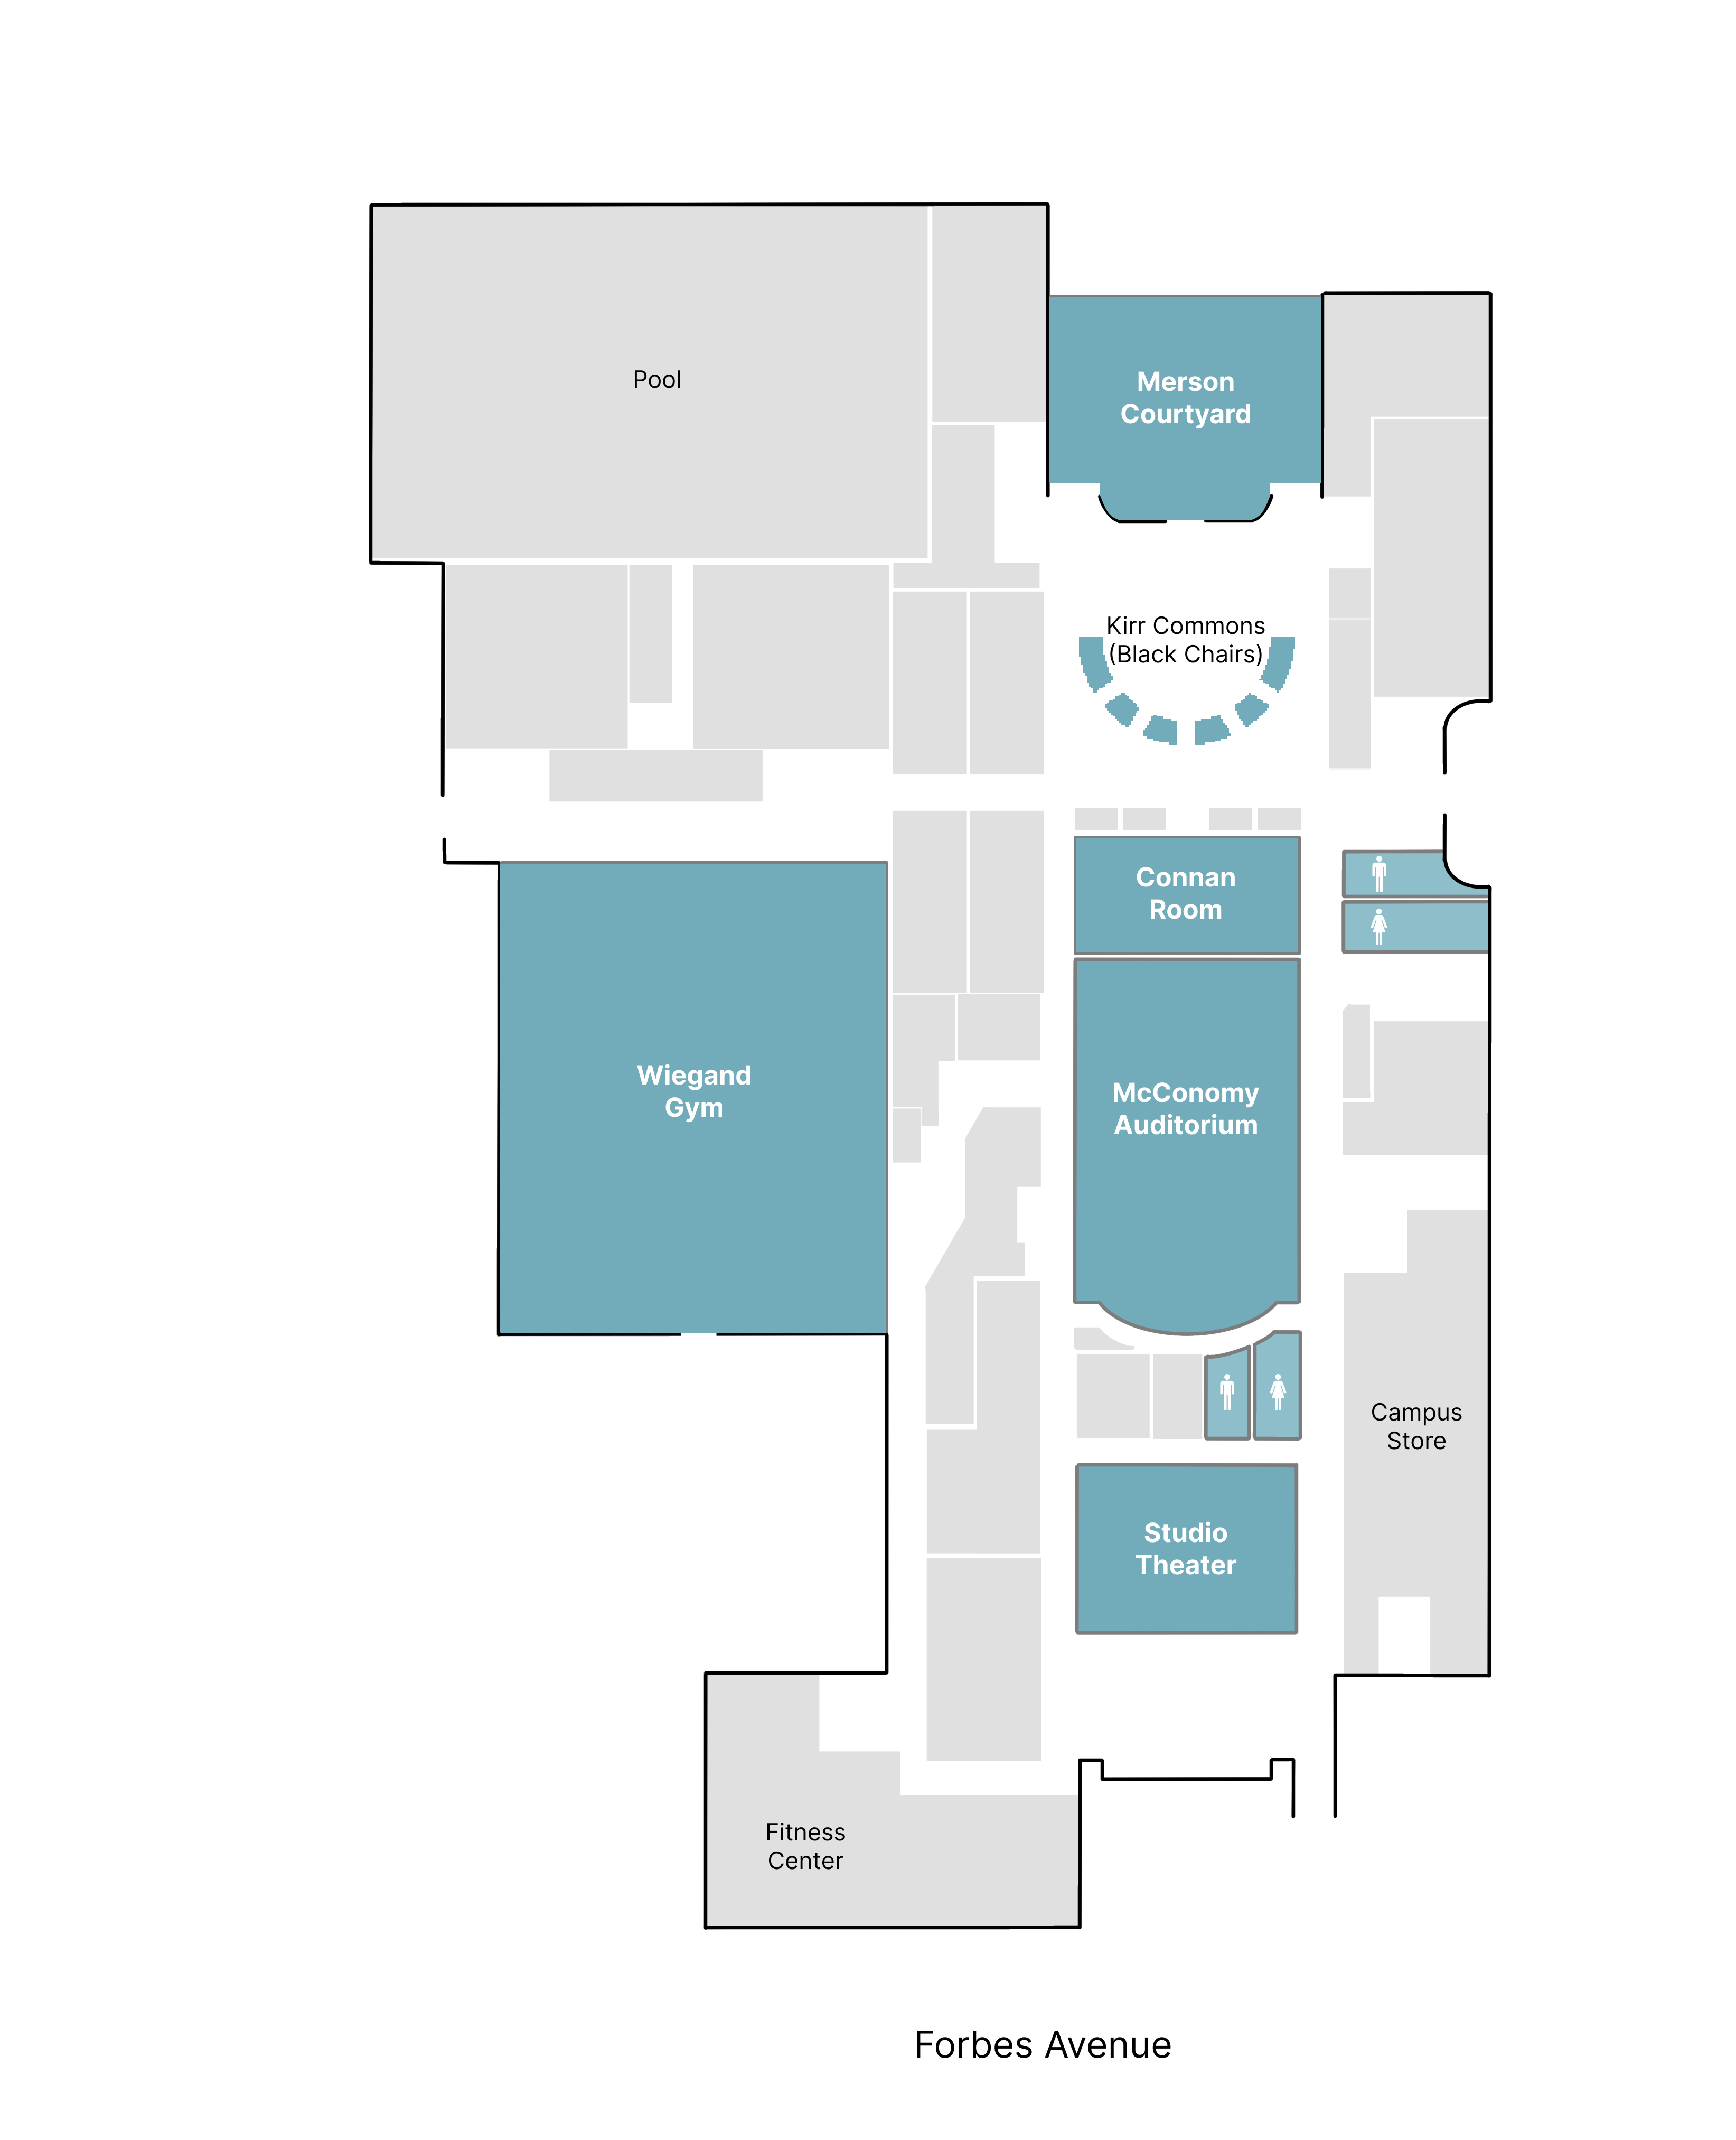 Pool
Merson
Courtyard
Kirr Commons
(Black Chairs)
Connan
Room
Wiegand
Gym
McConomy
Auditorium
Campus
Store
Studio
Theater
Fitness
Center
Forbes Avenue